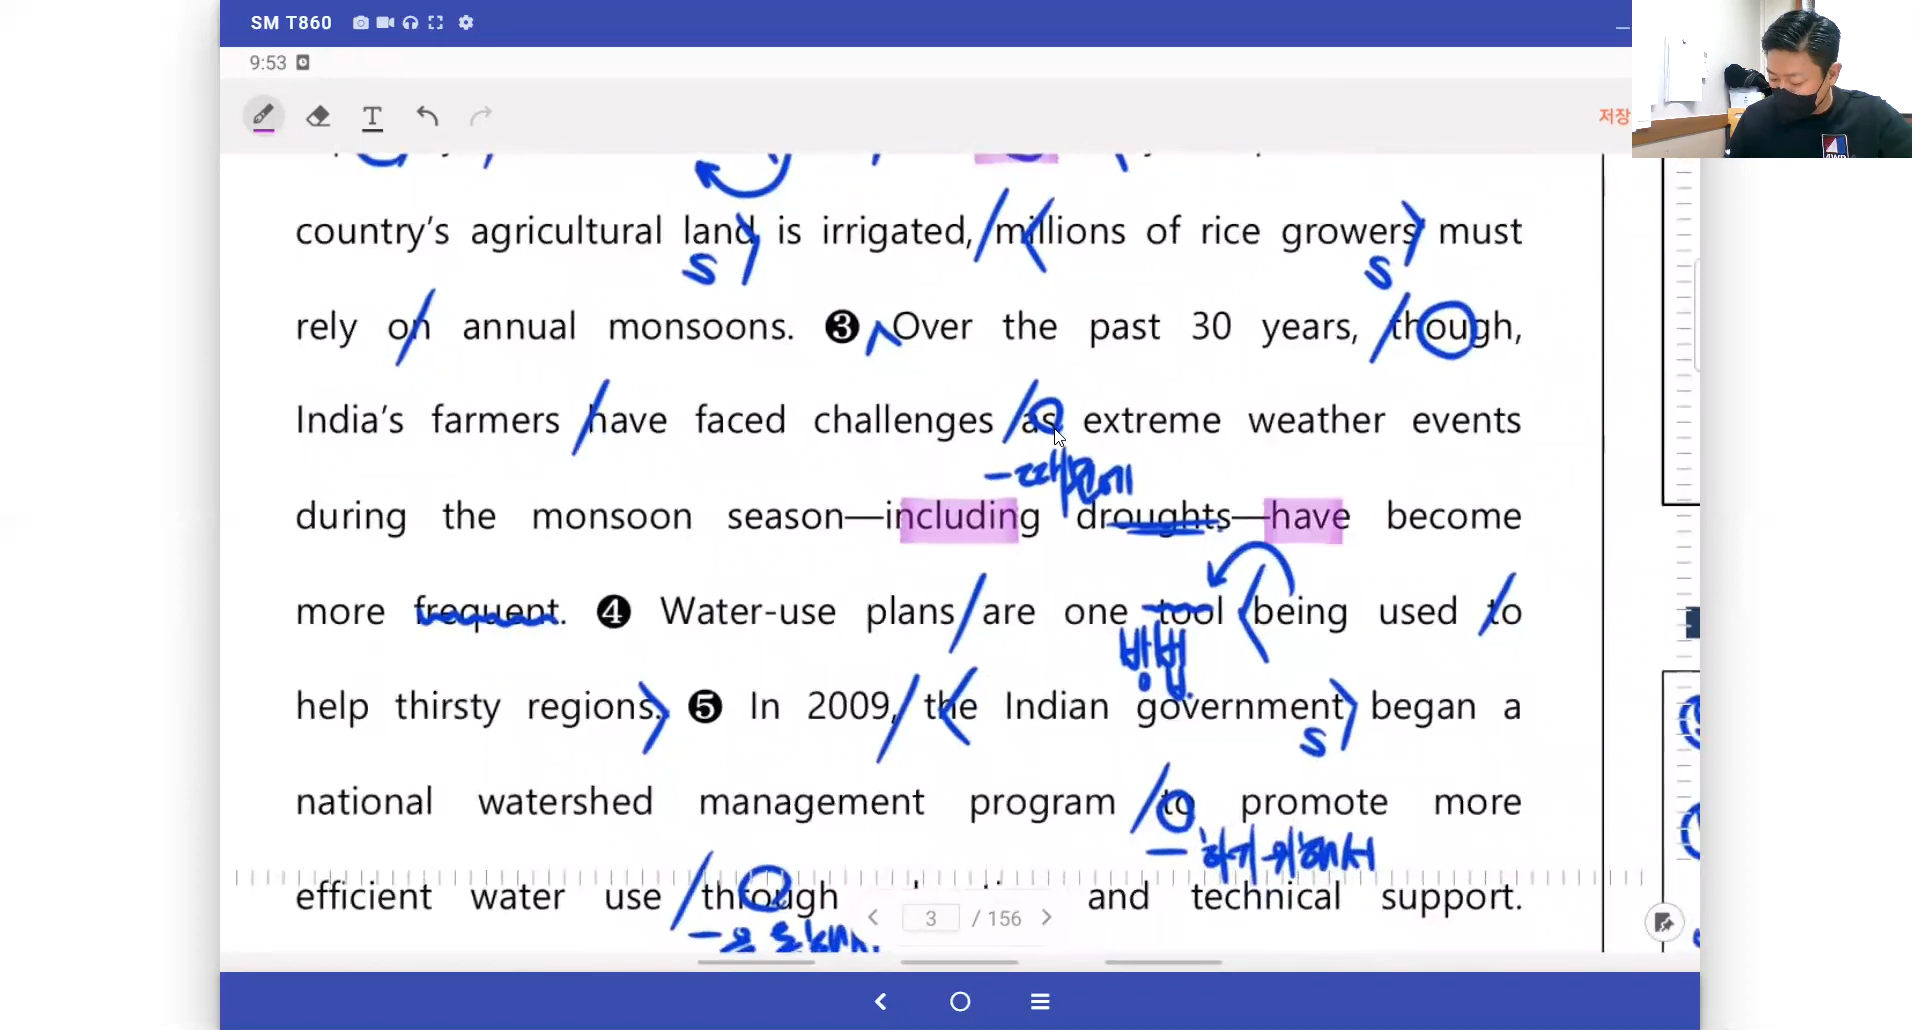 SM T860
9:53
저장
country's agricultural land is irrigated, millions of rice growers must
s s
rely on annual monsoons. ❸ Over the past 30 years, though,
India's farmers have faced challenges as extreme weather events
-때문에
during the monsoon season—including droughts—have become
more frequent. ❹ Water-use plans are one tool being used to
방법
help thirsty regions. ❺ In 2009, the Indian government began a
s
national watershed management program to promote more
-하기 위해서
efficient water use through and technical support.
3 / 156